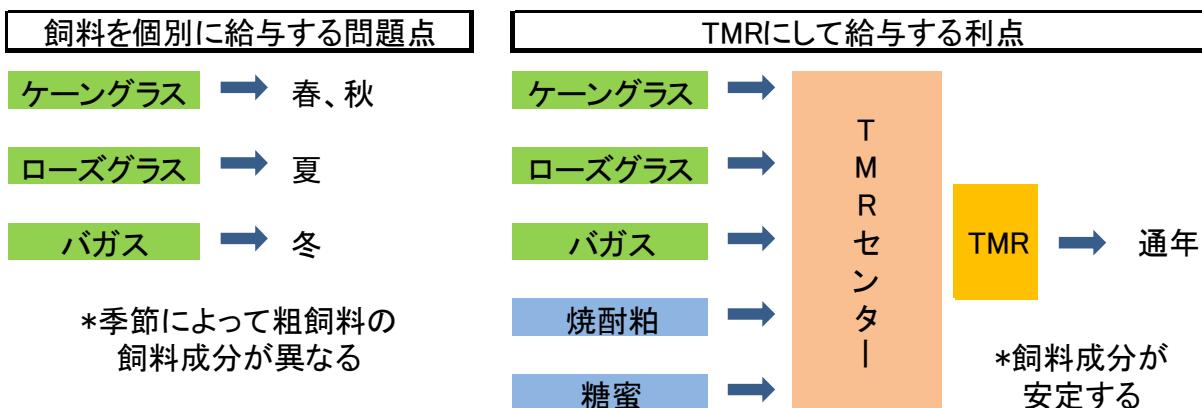 飼料を個別に給与する問題点
ケーングラス
春、秋
ローズグラス
夏
バガス
冬
*季節によって粗飼料の
飼料成分が異なる
TMRにして給与する利点
ケーングラス
ローズグラス
バガス
焼酎粕
糖蜜
TMRセンター
TMR
通年
*飼料成分が
安定する